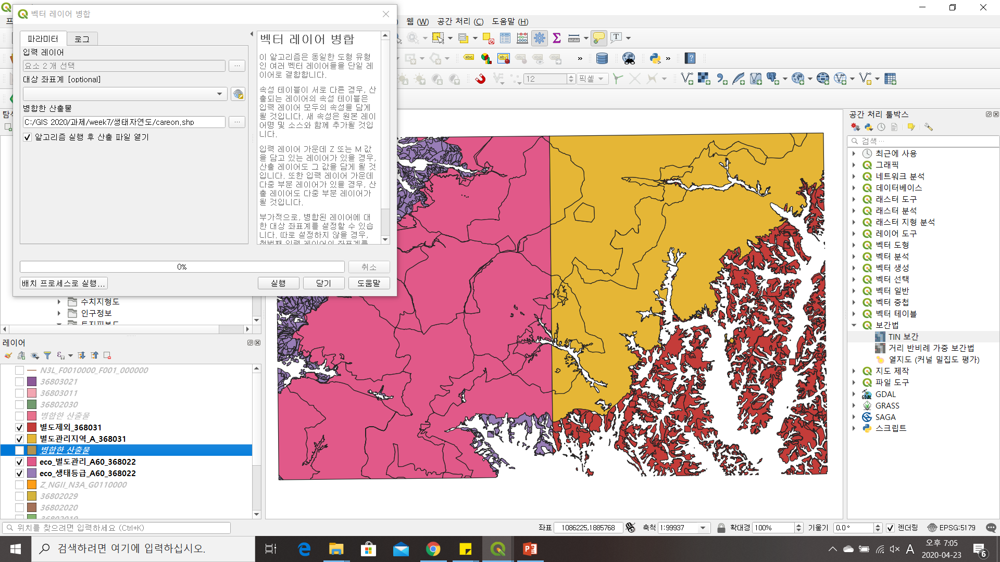 벡터 레이어 병합
파라미터
로그
입력 레이어
요소 2 개 선택
...
대상 좌표계 [optional]
병합한 산출물
C:/GIS 2020/과제/week7/생태자연도/careon.shp
...
알고리즘 실행 후 산출 파일 열기
벡터 레이어 병합
이 알고리즘은 동일한 도형 유형
인 여러 벡터 레이어들을 단일 레
이어로 결합합니다.
속성 테이블이 서로 다른 경우, 산
출되는 레이어의 속성 테이블은
입력 레이어 모두의 속성을 담게
될 것입니다. 새 속성은 원본 레이
어명 및 소스와 함께 추가될 것입
니다.
입력 레이어 가운데 Z 또는 M 값
을 담고 있는 레이어가 있을 경우,
산출 레이어도 그 값을 담게 될 것
입니다. 또한 입력 레이어 가운데
다중 부분 레이어가 있을 경우, 산
출 레이어도 다중 부분 레이어가
될 것입니다.
부가적으로, 병합된 레이어에 대
한 대상 좌표계를 설정할 수 있습
니다. 따로 설정하지 않을 경우,
첫번째 입력 레이어의 좌표계를
0%
취소
배치 프로세스로 실행...
실행
닫기
도움말
웹 (W)
공간 처리 (C)
도움말 (H)
abc
12
픽셀
수치지형도
인구정보
토지피복도
레이어
N3L_F0010000_F001_000000
36803021
36803011
36802030
병합한 산출물
별도제외_368031
별도관리지역_A_368031
병합한 산출물
eco_별도관리_A60_368022
eco_생태등급_A60_368022
Z_NGII_N3A_G0110000
36802029
36802020
36802019
공간 처리 툴박스
검색...
최근에 사용
그래픽
네트워크 분석
데이터베이스
래스터 도구
래스터 분석
래스터 지형 분석
레이어 도구
벡터 도형
벡터 분석
벡터 생성
벡터 선택
벡터 일반
벡터 중첩
벡터 테이블
보간법
TIN 보간
거리 반비례 가중 보간법
열지도 (커널 밀집도 평가)
지도 제작
파일 도구
GDAL
GRASS
SAGA
스크립트
위치를 찾으려면 입력하세요 (Ctrl+K)
좌표
1086225,1885768
축척
1:99937
확대경
100%
기울기
0.0 °
렌더링
EPSG:5179
검색하려면 여기에 입력하십시오.
A
오후 7:05
2020-04-23
6